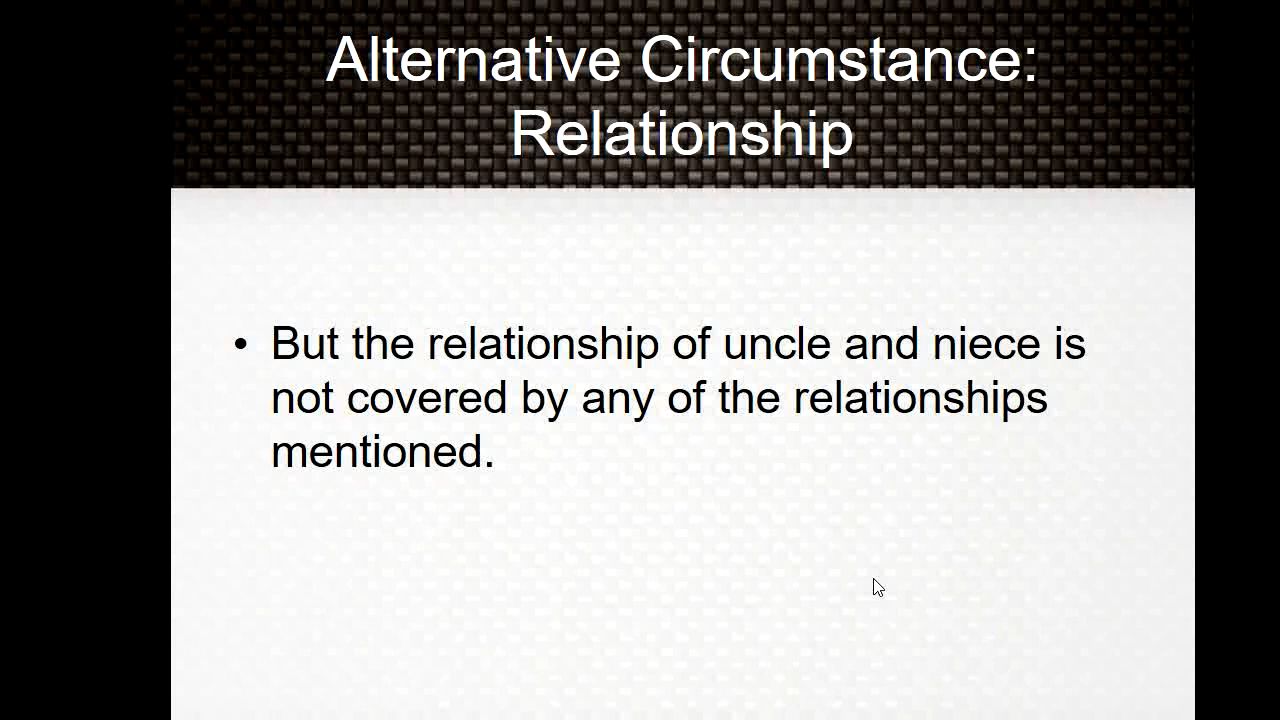 Alternative Circumstance:
Relationship
• But the relationship of uncle and niece is
not covered by any of the relationships
mentioned.